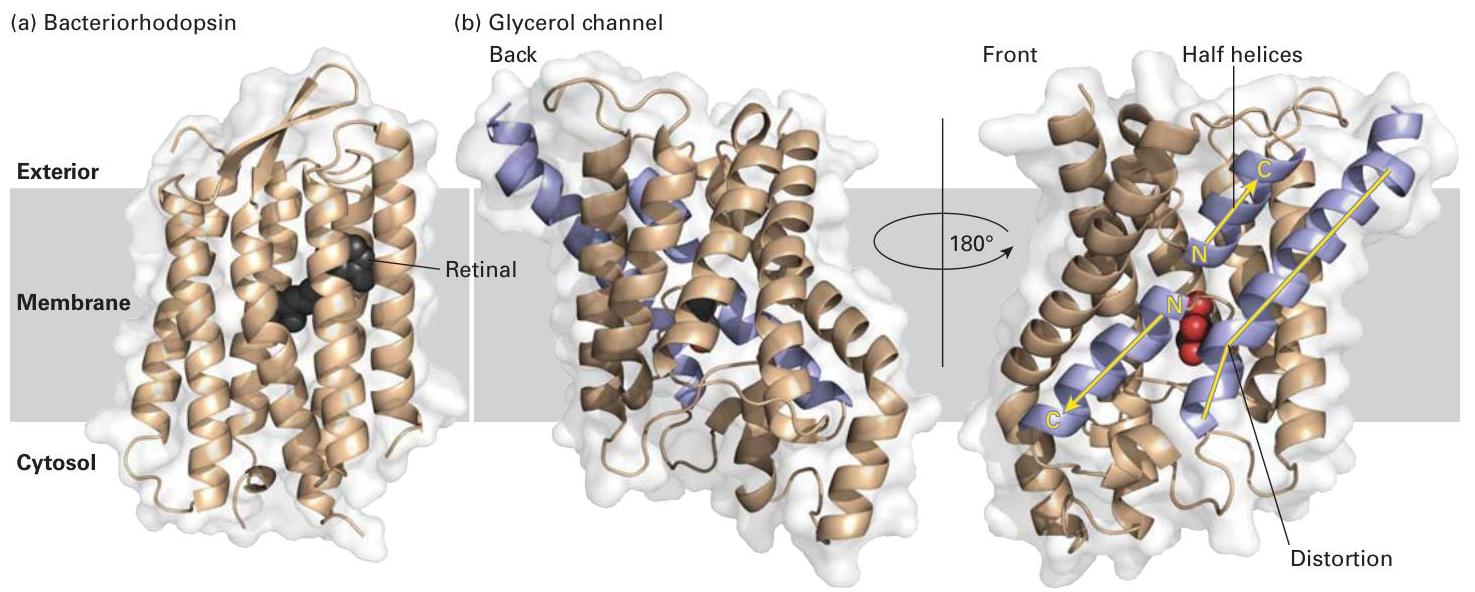 (a) Bacteriorhodopsin
(b) Glycerol channel
Back
Front
Half helices
Exterior
Membrane
Cytosol
Retinal
180°
C
N
N
C
Distortion